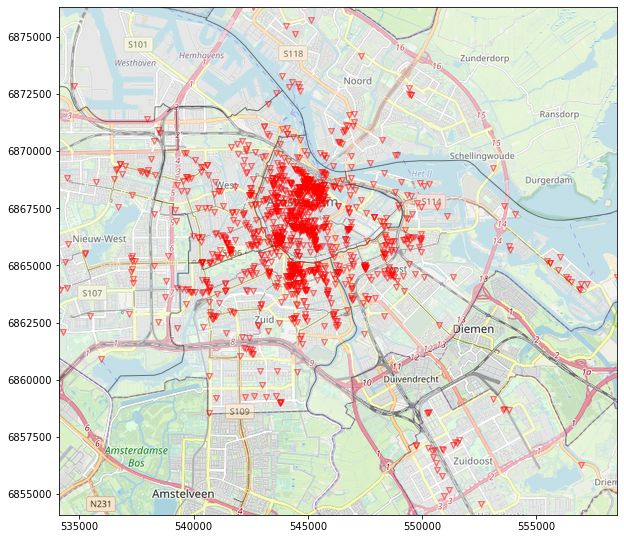 6875000
6872500
6870000
6867500
6865000
6862500
6860000
6857500
6855000
S101
Westhoven
Hemhavens
S118
Noord
16
16
Zunderdorp
Ransdorp
Schellingwoude
Het IJ
Durgerdam
West
S114
Nieuw-West
S107
Zuid
Diemen
Duivendrecht
S109
Amsterdamse
Bos
Zuidoost
Amstelveen
N231
Driem
535000
540000
545000
550000
555000